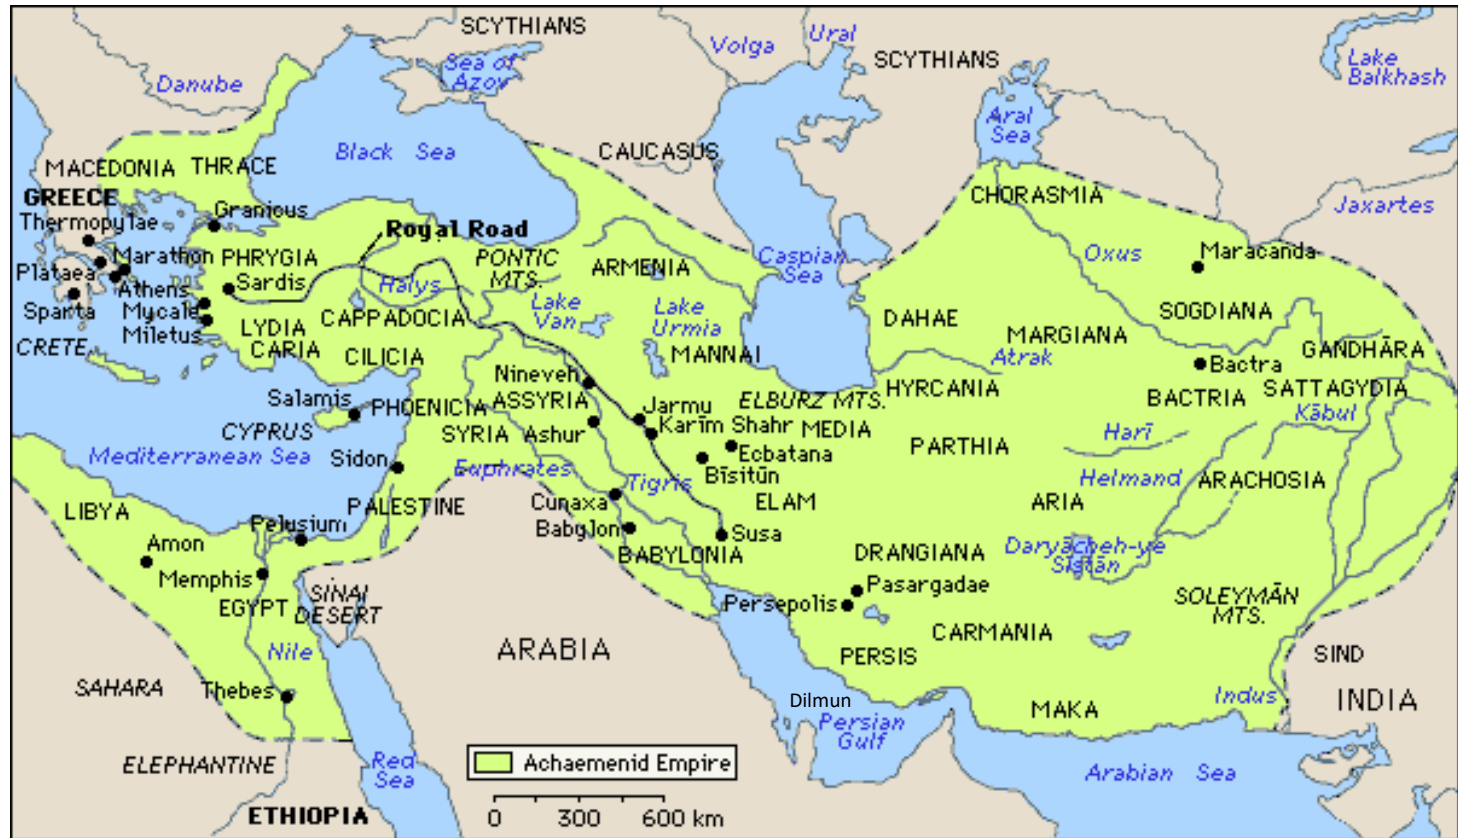 SCYTHIANS
Volga
Ural
SCYTHIANS
Lake
Balkhash
Danube
Sea of
Azov
Aral
Sea
Black Sea
CAUCASUS
MACEDONIA
THRACE
GREECE
CHORASMIA
Jaxartes
Thermopylae
Granicus
Royal Road
Marathon
PHRYGIA
PONTIC
MTS.
ARMENIA
Caspian
Sea
Oxus
Maracanda
Plataea
Athens
Sardis
Halys
Sparta
Mycale
Miletus
LYDIA
CARIA
CAPPADOCIA
Lake
Van
Lake
Urmia
DAHAE
SOGDIANA
MARGIANA
CRETE
CILICIA
MANNAI
Atrak
GANDHĀRA
Bactra
Nineveh
HYRCANIA
BACTRIA
SATTAGYDIA
Salamis
PHOENICIA
ASSYRIA
Jarmu
ELBURZ MTS.
Kābul
CYPRUS
SYRIA
Ashur
Karīm Shahr
MEDIA
PARTHIA
Harī
Mediterranean Sea
Sidon
Euphrates
Tigris
Ecbatana
Bīsitūn
Helmand
ARACHOSIA
LIBYA
PALESTINE
Cunaxa
ELAM
ARIA
Pelusium
Babylon
Susa
Amon
BABYLONIA
DRANGIANA
Daryācheh-ye
Sīstān
Memphis
Pasargadae
EGYPT
SINAI
DESERT
Persepolis
SOLEYMĀN
MTS.
Nile
ARABIA
PERSIS
CARMANIA
SIND
SAHARA
Thebes
Dilmun
Persian
Gulf
MAKA
Indus
INDIA
ELEPHANTINE
Red
Sea
Achaemenid Empire
Arabian Sea
ETHIOPIA
0 300 600 km